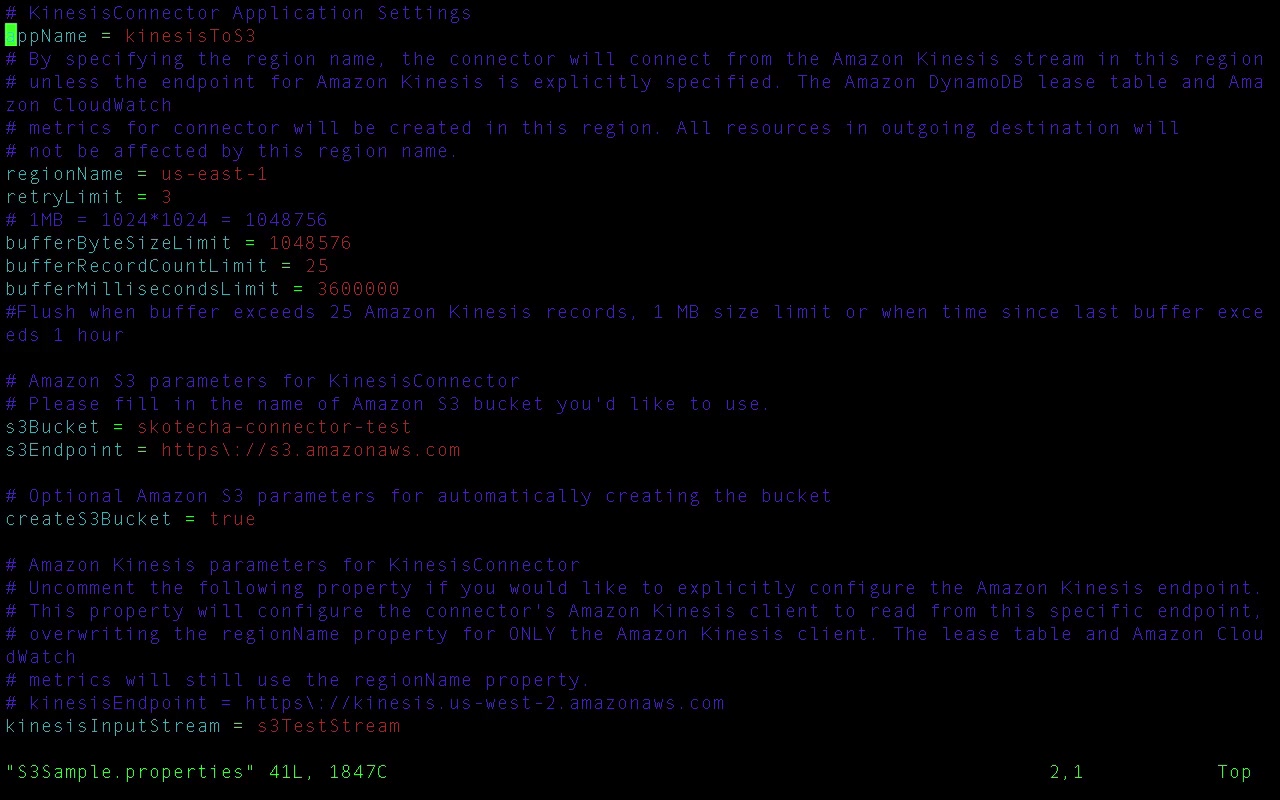 # KinesisConnector Application Settings
appName = kinesisToS3
# By specifying the region name, the connector will connect from the Amazon Kinesis stream in this region
# unless the endpoint for Amazon Kinesis is explicitly specified. The Amazon DynamoDB lease table and Ama
zon CloudWatch
# metrics for connector will be created in this region. All resources in outgoing destination will
# not be affected by this region name.
regionName = us-east-1
retryLimit = 3
# 1MB = 1024*1024 = 1048756
bufferByteSizeLimit = 1048576
bufferRecordCountLimit = 25
bufferMillisecondsLimit = 3600000
#Flush when buffer exceeds 25 Amazon Kinesis records, 1 MB size limit or when time since last buffer exce
eds 1 hour
# Amazon S3 parameters for KinesisConnector
# Please fill in the name of Amazon S3 bucket you'd like to use.
s3Bucket = skotecha-connector-test
s3Endpoint = https\://s3.amazonaws.com
# Optional Amazon S3 parameters for automatically creating the bucket
createS3Bucket = true
# Amazon Kinesis parameters for KinesisConnector
# Uncomment the following property if you would like to explicitly configure the Amazon Kinesis endpoint.
# This property will configure the connector's Amazon Kinesis client to read from this specific endpoint,
# overwriting the regionName property for ONLY the Amazon Kinesis client. The lease table and Amazon Clou
dWatch
# metrics will still use the regionName property.
# kinesisEndpoint = https\://kinesis.us-west-2.amazonaws.com
kinesisInputStream = s3TestStream
"S3Sample.properties" 41L, 1847C 2,1 Top